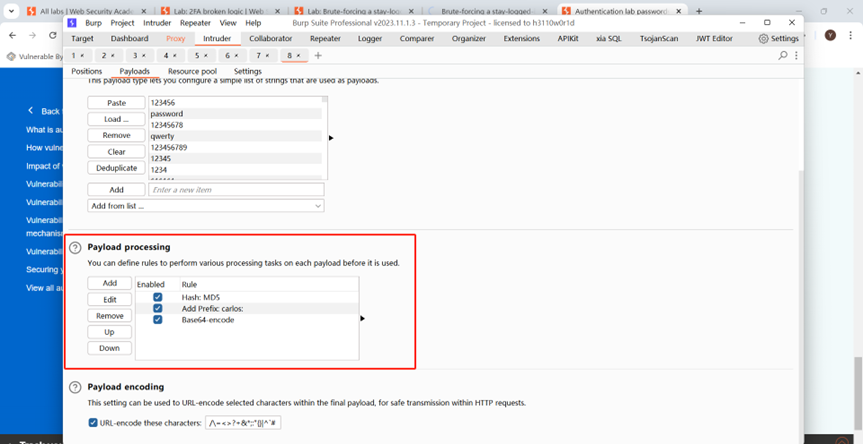 All labs | Web Security Acade
Lab: 2FA broken logic | Web
Lab: Brute-forcing a stay-log
Brute-forcing a stay-logged-
Authentication lab password
Burp Project Intruder Repeater View Help
Burp Suite Professional v2023.11.1.3 - Temporary Project - licensed to h3110w0r1d
Target Dashboard Proxy Intruder Collaborator Repeater Logger Comparer Organizer Extensions APIKit xia SQL TsojanScan JWT Editor Settings
1 × 2 × 3 × 4 × 5 × 6 × 7 × 8 × +
Vulnerable By
Positions Payloads Resource pool Settings
This payload type lets you configure a simple list of strings that are used as payloads.
Paste
Load ...
Remove
Clear
Deduplicate
123456
password
12345678
qwerty
123456789
12345
1234
Add Enter a new item
Add from list ...
Back
What is au
How vulne
Impact of
Vulnerabili
Vulnerabili
Vulnerabili
mechanism
Vulnerabili
Securing y
View all au
Payload processing
You can define rules to perform various processing tasks on each payload before it is used.
Add
Edit
Remove
Up
Down
Enabled Rule
Hash: MD5
Add Prefix: carlos:
Base64-encode
Payload encoding
This setting can be used to URL-encode selected characters within the final payload, for safe transmission within HTTP requests.
URL-encode these characters: /\=<>?+&*;:"{}|^`#